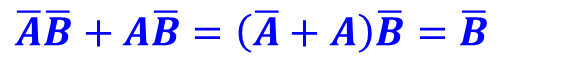 A̅B̅ + AB̅ = (A̅ + A)B̅ = B̅